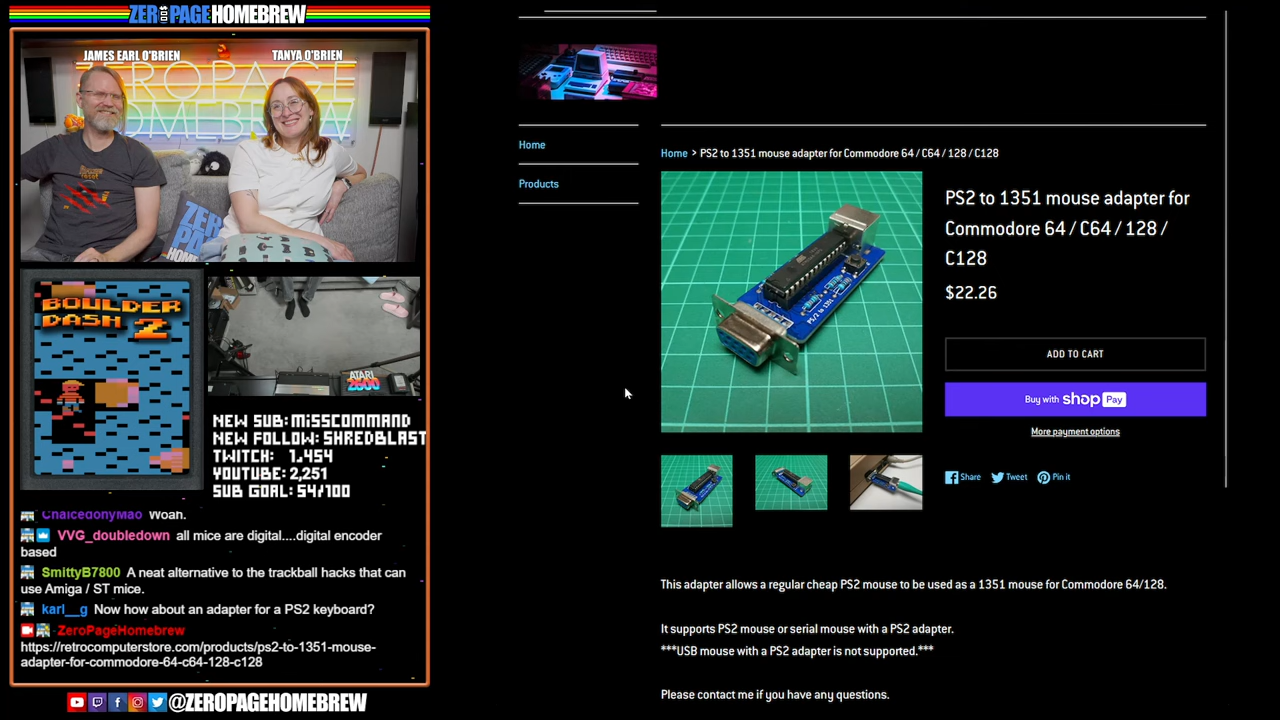 ZEROPAGEHOMEBREW
JAMES EARL O'BRIEN
TANYA O'BRIEN
ZEROPAGE
HOMEBREW
ZERO
PAGE
HOME
BOULDER
DASH 2
ATARI
2600
NEW SUB: MISSCOMMAND
NEW FOLLOW: SHREDBLAST
TWITCH: 1,454
YOUTUBE: 2,251
SUB GOAL: 54/100
ChalcedonyMao Woah.
VVG_doubledown all mice are digital....digital encoder
based
SmittyB7800 A neat alternative to the trackball hacks that can
use Amiga / ST mice.
karl__g Now how about an adapter for a PS2 keyboard?
ZeroPageHomebrew
https://retrocomputerstore.com/products/ps2-to-1351-mouse-
adapter-for-commodore-64-c64-128-c128
@ZEROPAGEHOMEBREW
Home
Products
Home > PS2 to 1351 mouse adapter for Commodore 64 / C64 / 128 / C128
PS/2 to 1351
PS2 to 1351 mouse adapter for
Commodore 64 / C64 / 128 /
C128
$22.26
ADD TO CART
Buy with shop Pay
More payment options
Share
Tweet
Pin it
This adapter allows a regular cheap PS2 mouse to be used as a 1351 mouse for Commodore 64/128.
It supports PS2 mouse or serial mouse with a PS2 adapter.
***USB mouse with a PS2 adapter is not supported.***
Please contact me if you have any questions.